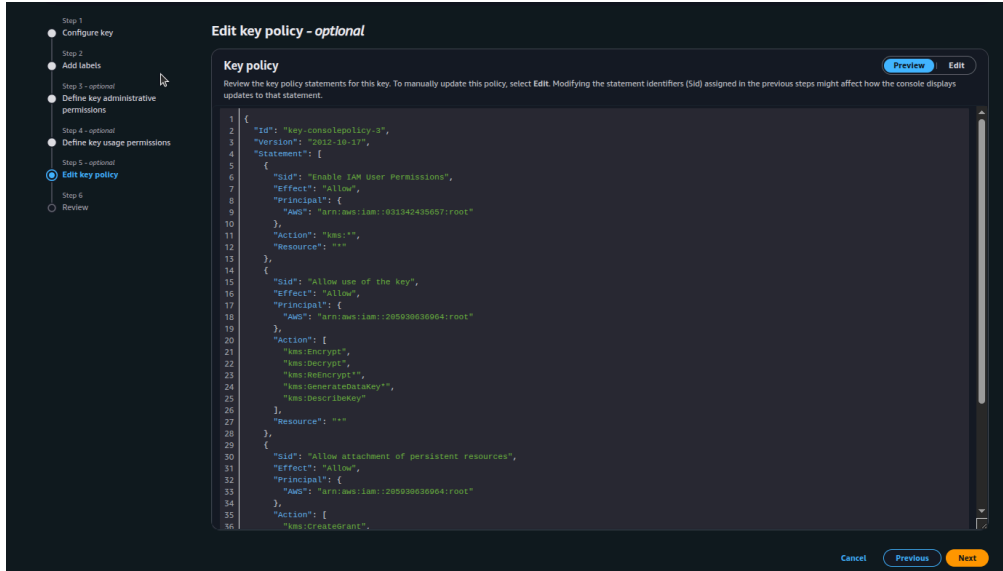 Step 1
Configure key
Step 2
Add labels
Step 3 - optional
Define key administrative
permissions
Step 4 - optional
Define key usage permissions
Step 5 - optional
Edit key policy
Step 6
Review
Edit key policy - optional
Key policy
Preview
Edit
Review the key policy statements for this key. To manually update this policy, select Edit. Modifying the statement identifiers (Sid) assigned in the previous steps might affect how the console displays
updates to that statement.
1 {
2 "Id": "key-consolepolicy-3",
3 "Version": "2012-10-17",
4 "Statement": [
5 {
6 "Sid": "Enable IAM User Permissions",
7 "Effect": "Allow",
8 "Principal": {
9 "AWS": "arn:aws:iam::031342435657:root"
10 },
11 "Action": "kms:*",
12 "Resource": "*"
13 },
14 {
15 "Sid": "Allow use of the key",
16 "Effect": "Allow",
17 "Principal": {
18 "AWS": "arn:aws:iam::205930636964:root"
19 },
20 "Action": [
21 "kms:Encrypt",
22 "kms:Decrypt",
23 "kms:ReEncrypt*",
24 "kms:GenerateDataKey*",
25 "kms:DescribeKey"
26 ],
27 "Resource": "*"
28 },
29 {
30 "Sid": "Allow attachment of persistent resources",
31 "Effect": "Allow",
32 "Principal": {
33 "AWS": "arn:aws:iam::205930636964:root"
34 },
35 "Action": [
36 "kms:CreateGrant",
Cancel
Previous
Next